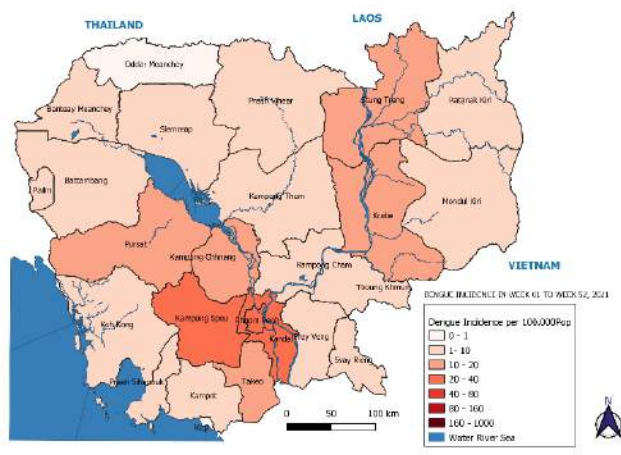 THAILAND
LAOS
Oddar Meanchey
Stung Treng
Ratanak Kiri
Banteay Meanchey
Preah Vihear
Siemreap
Pailin
Battambang
Kampong Thom
Mondul Kiri
Kratie
Pursat
Kampong Chhnang
Kampong Cham
VIETNAM
Tboung Khmum
DENGUE INCIDENCE IN WEEK 01 TO WEEK 52, 2021
Koh Kong
Kampong Speu
Phnom Penh
Kandal
Prey Veng
Svay Rieng
Takeo
Preah Sihanouk
Kampot
Kep
0
50
100 km
Dengue Incidence per 100.000Pop
0 - 1
1- 10
10 - 20
20 - 40
40 - 80
80 - 160
160 - 1000
Water River Sea
N